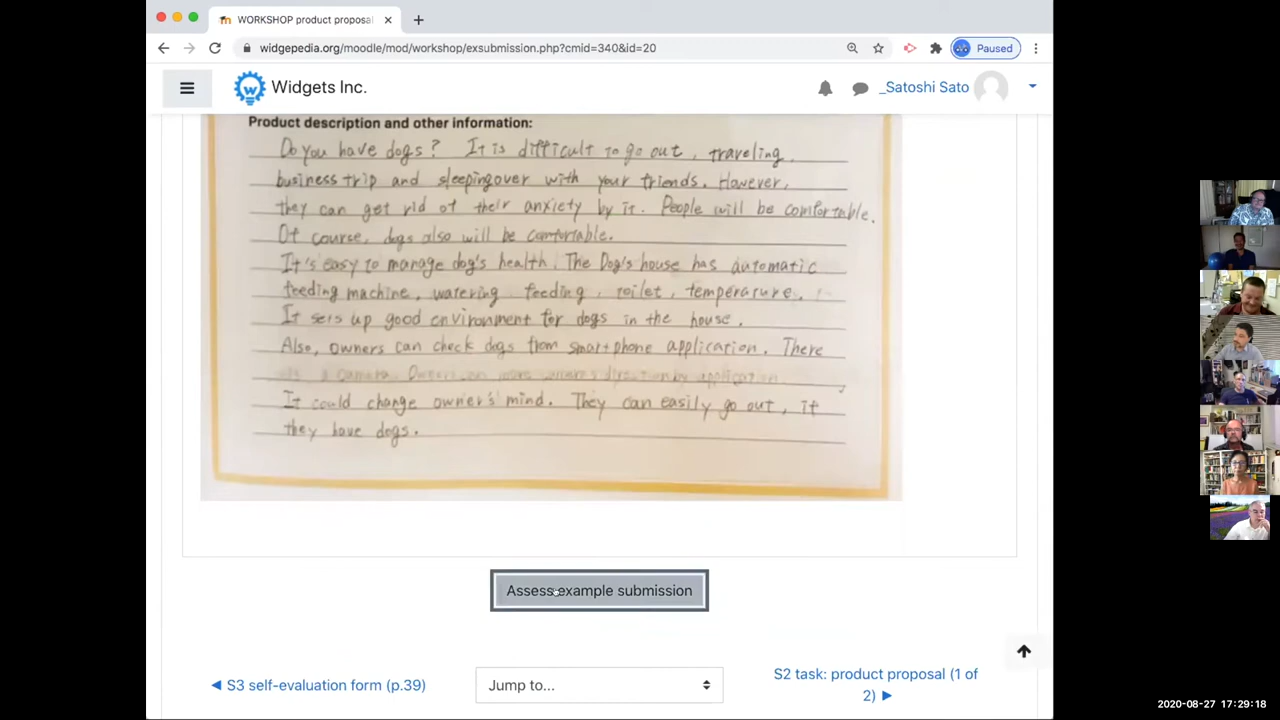 WORKSHOP product proposal
widgepedia.org/moodle/mod/workshop/exsubmission.php?cmid=340&id=20
Paused
Widgets Inc.
_Satoshi Sato
Product description and other information:
Do you have dogs? It is difficult to go out, traveling,
business trip and sleepingover with your friends. However,
they can get rid of their anxiety by it. People will be comfortable.
Of course, dogs also will be comfortable.
It's easy to manage dog's health. The Dog's house has automatic
feeding machine, watering feeding, toilet, temperature.
It sets up good environment for dogs in the house.
Also, owners can check dogs from smartphone application. There
is a camera. by application
It could change owner's mind. They can easily go out, if
they have dogs.
Assess example submission
◄ S3 self-evaluation form (p.39)
Jump to...
S2 task: product proposal (1 of
2) ►
2020-08-27 17:29:18